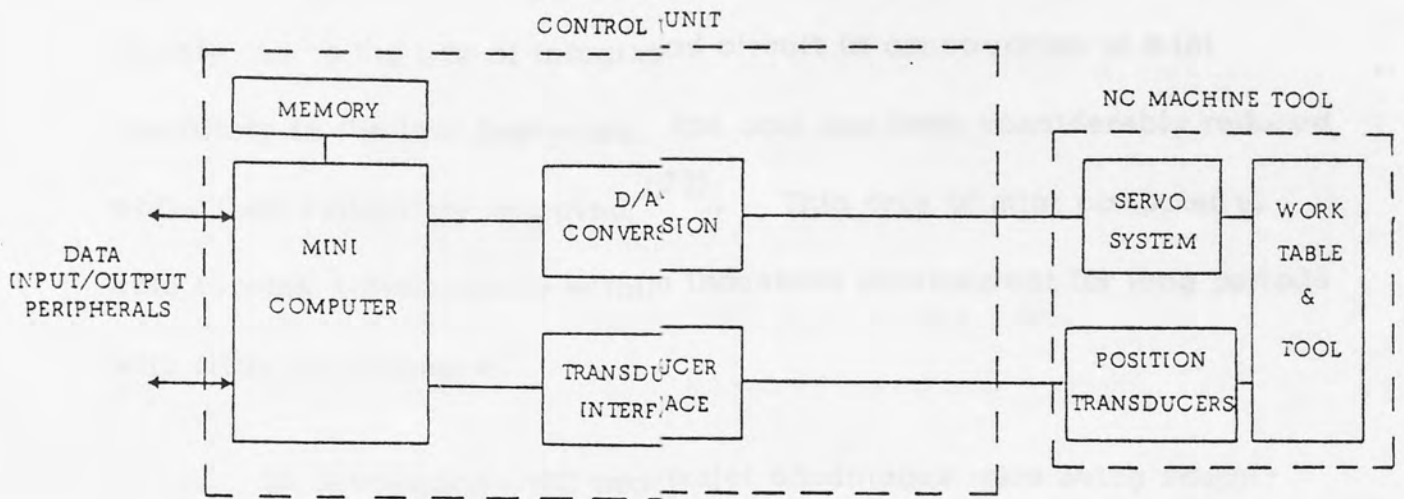 CONTROL UNIT
MEMORY
NC MACHINE TOOL
MINI
COMPUTER
D/A
CONVERSION
SERVO
SYSTEM
WORK
TABLE
&
TOOL
DATA
INPUT/OUTPUT
PERIPHERALS
TRANSDUCER
INTERFACE
POSITION
TRANSDUCERS